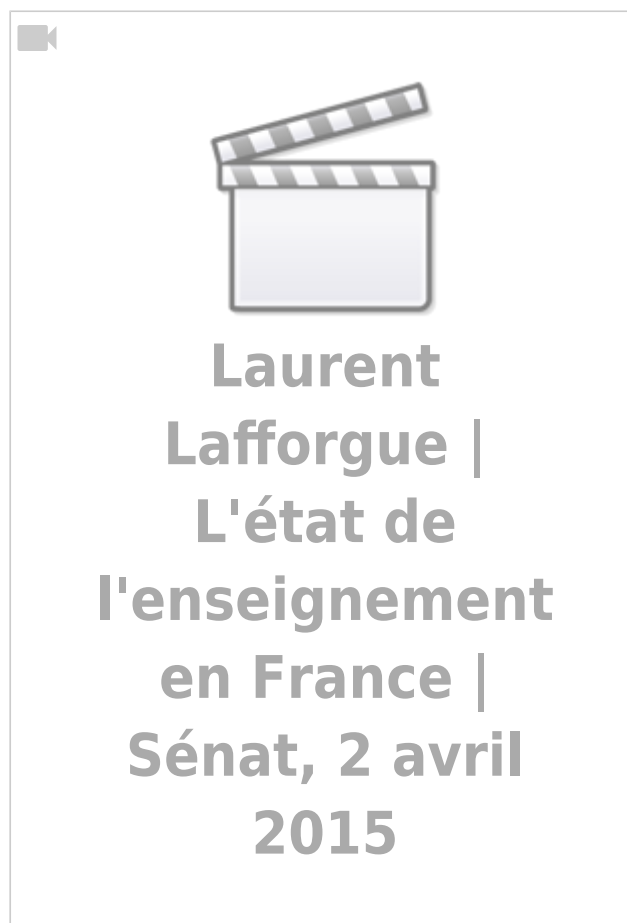 Laurent
Lafforgue |
L'état de
l'enseignement
en France |
Sénat, 2 avril
2015